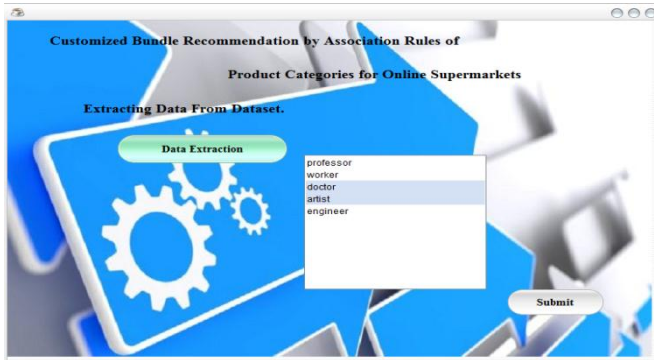 Customized Bundle Recommendation by Association Rules of
Product Categories for Online Supermarkets
Extracting Data From Dataset.
Data Extraction
professor
worker
doctor
artist
engineer
Submit